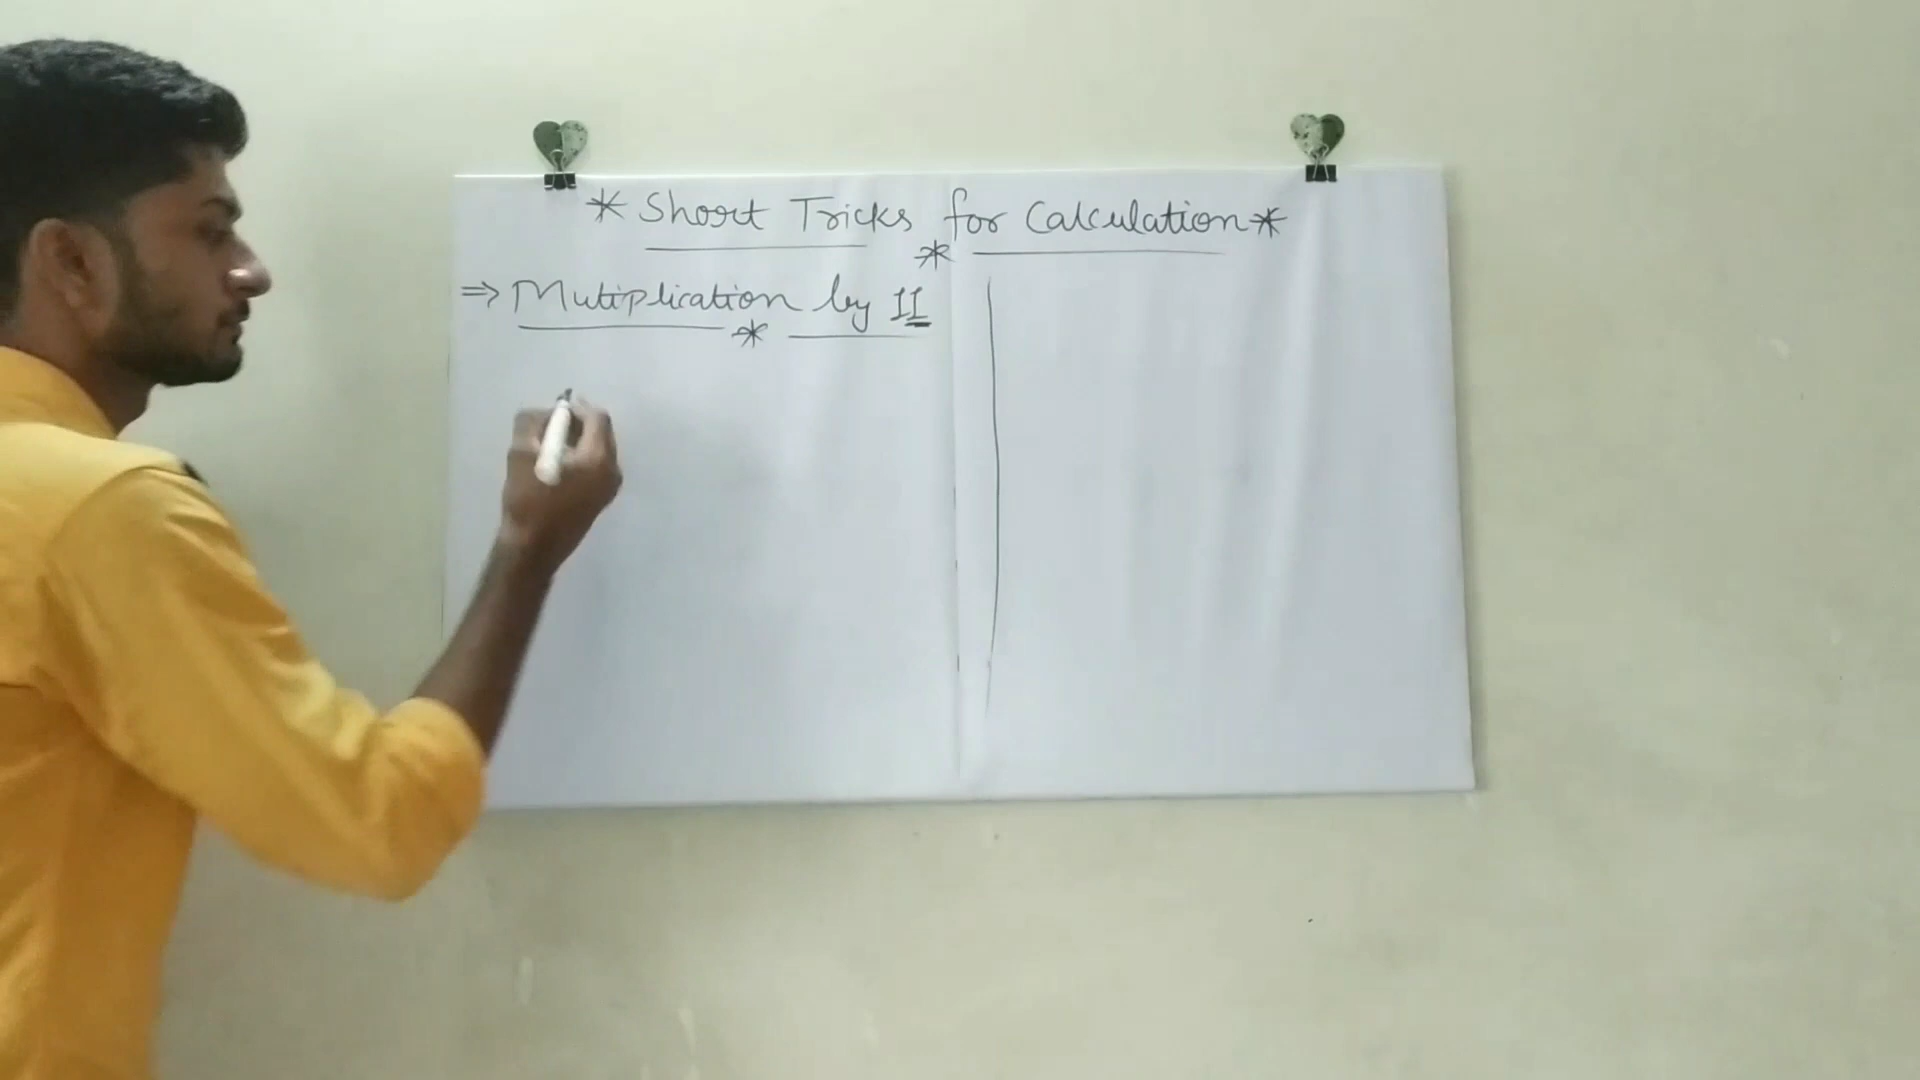 * Short Tricks for Calculation *
⇒ Mutiplication by 11